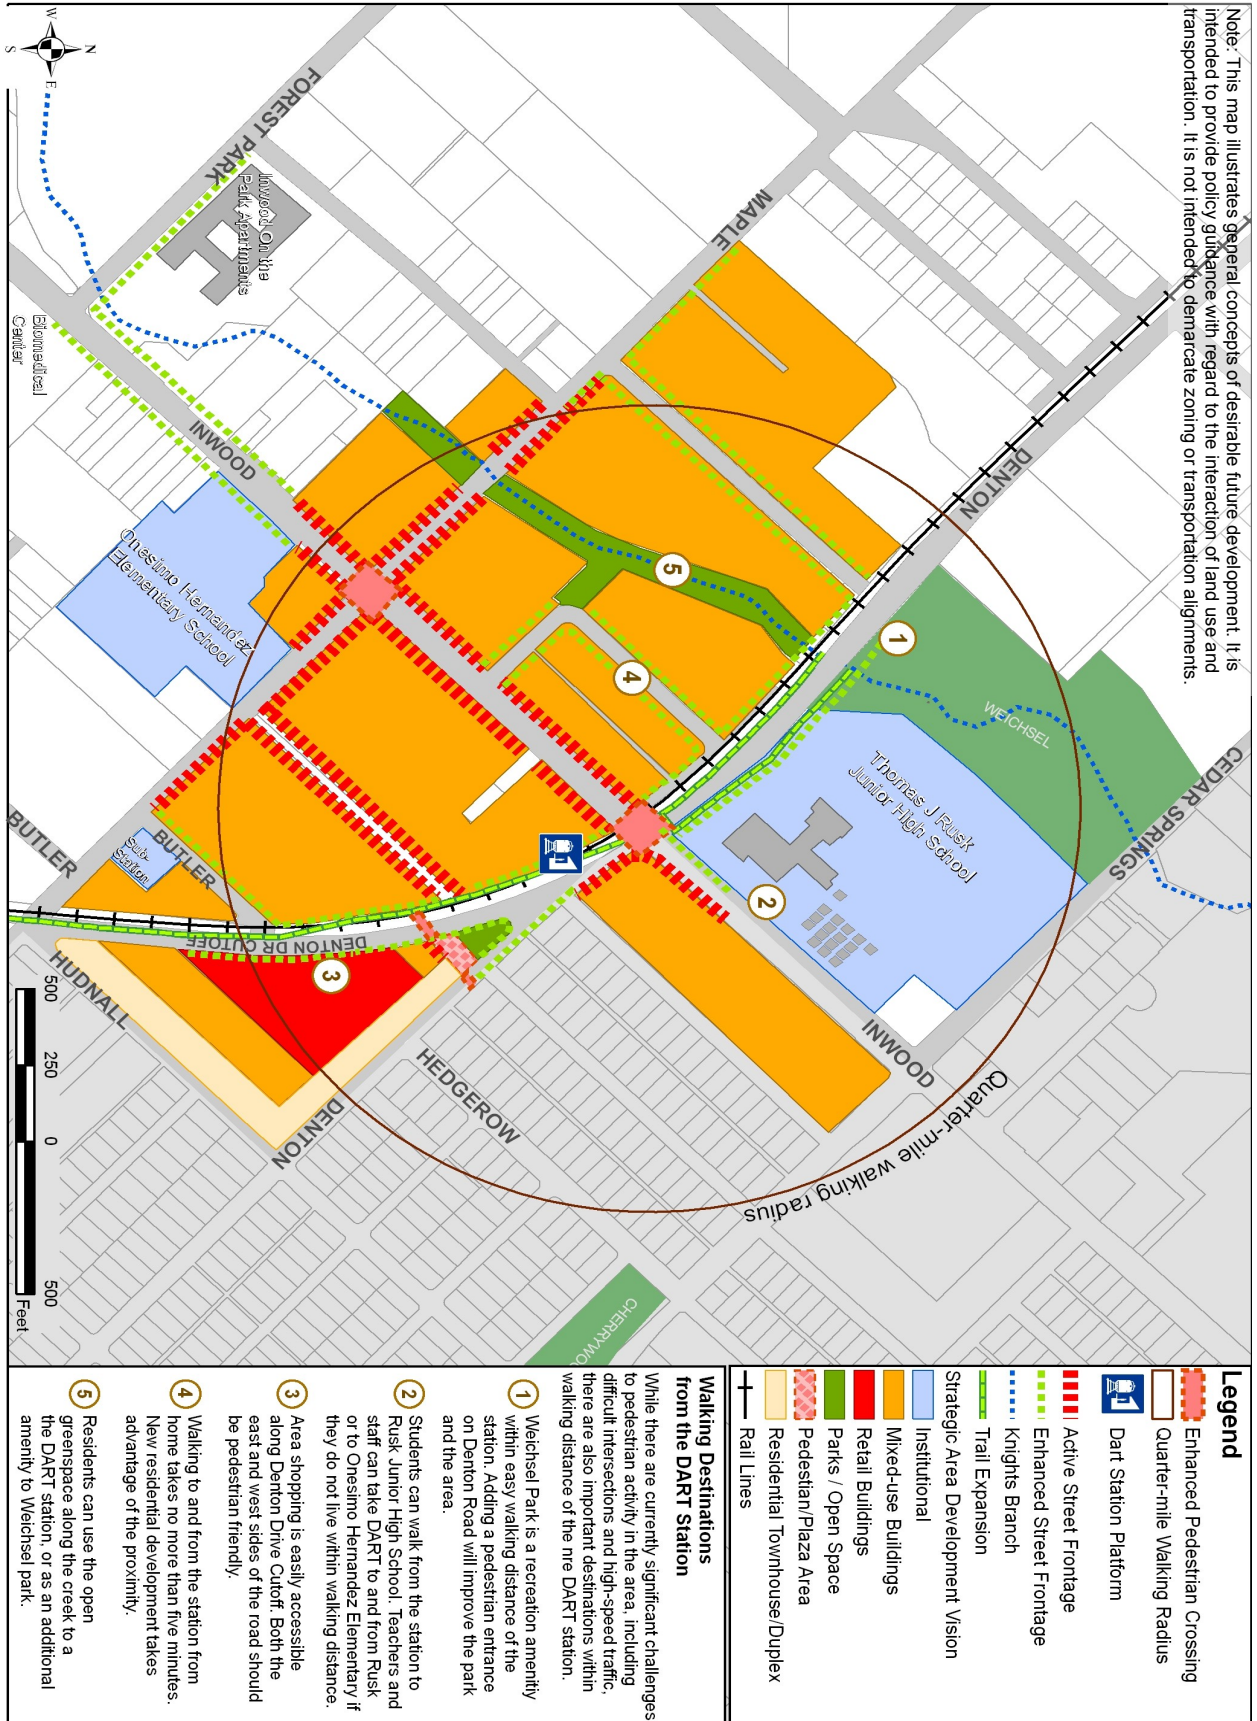 Note: This map illustrates general concepts of desirable future development. It is
intended to provide policy guidance with regard to the interaction of land use and
transportation. It is not intended to demarcate zoning or transportation alignments.
N
W
E
S
FOREST PARK
Inwood On the
Park Apartments
Biomedical
Center
MAPLE
INWOOD
Onesimo Hernandez
Elementary School
DENTON
1
WEICHSEL
CEDAR SPRINGS
Thomas J Rusk
Junior High School
5
4
2
INWOOD
BUTLER
BUTLER
Sub-
Station
DENTON DR CUTOFF
3
HUDNALL
DENTON
HEDGEROW
Quarter-mile walking radius
CHERRYWO
500
250
0
500
Feet
Legend
Enhanced Pedestrian Crossing
Quarter-mile Walking Radius
Dart Station Platform
Active Street Frontage
Enhanced Street Frontage
Knights Branch
Trail Expansion
Strategic Area Development Vision
Institutional
Mixed-use Buildings
Retail Buildings
Parks / Open Space
Pedestian/Plaza Area
Residential Townhouse/Duplex
Rail Lines
Walking Destinations
from the DART Station
While there are currently significant challenges
to pedestrian activity in the area, including
difficult intersections and high-speed traffic,
there are also important destinations within
walking distance of the nre DART station.
1 Weichsel Park is a recreation amenitiy
within easy walking distance of the
station. Adding a pedestrian entrance
on Denton Road will improve the park
and the area.
2 Students can walk from the station to
Rusk Junior High School. Teachers and
staff can take DART to and from Rusk
or to Onesimo Hernandez Elementary if
they do not live within walking distance.
3 Area shopping is easily accessible
along Denton Drive Cutoff. Both the
east and west sides of the road should
be pedestrian friendly.
4 Walking to and from the station from
home takes no more than five minutes.
New residential development takes
advantage of the proximity.
5 Residents can use the open
greenspace along the creek to a
the DART station, or as an additional
amenity to Weichsel park.